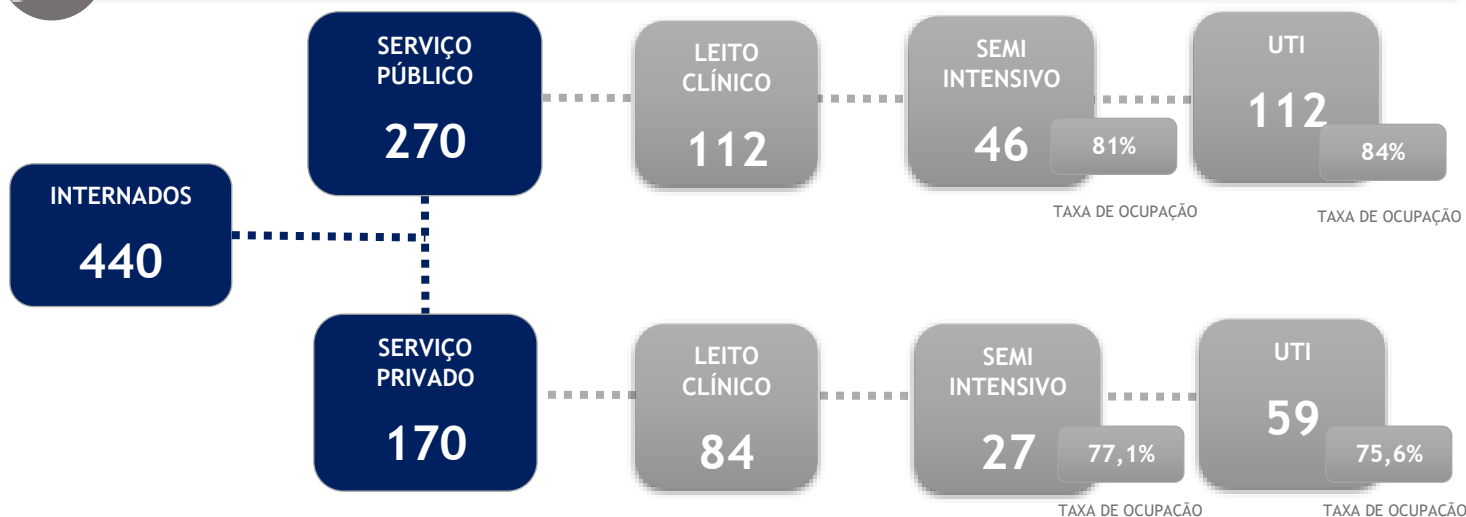 INTERNADOS
440
SERVIÇO
PÚBLICO
270
LEITO
CLÍNICO
112
SEMI
INTENSIVO
46
81%
TAXA DE OCUPAÇÃO
UTI
112
84%
TAXA DE OCUPAÇÃO
SERVIÇO
PRIVADO
170
LEITO
CLÍNICO
84
SEMI
INTENSIVO
27
77,1%
TAXA DE OCUPAÇÃO
UTI
59
75,6%
TAXA DE OCUPAÇÃO